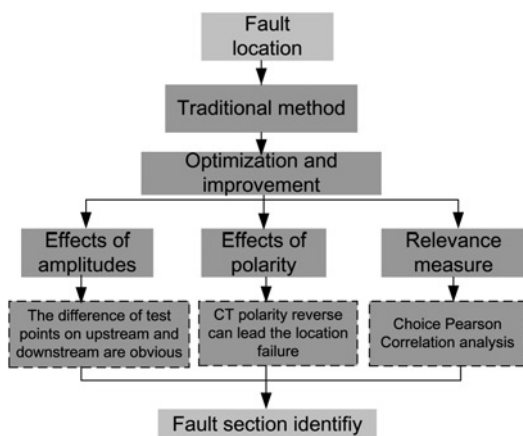 Fault
location
Traditional method
Optimization and
improvement
Effects of
amplitudes
Effects of
polarity
Relevance
measure
The difference of test
points on upstream and
downstream are obvious
CT polarity reverse
can lead the location
failure
Choice Pearson
Correlation analysis
Fault section identifiy